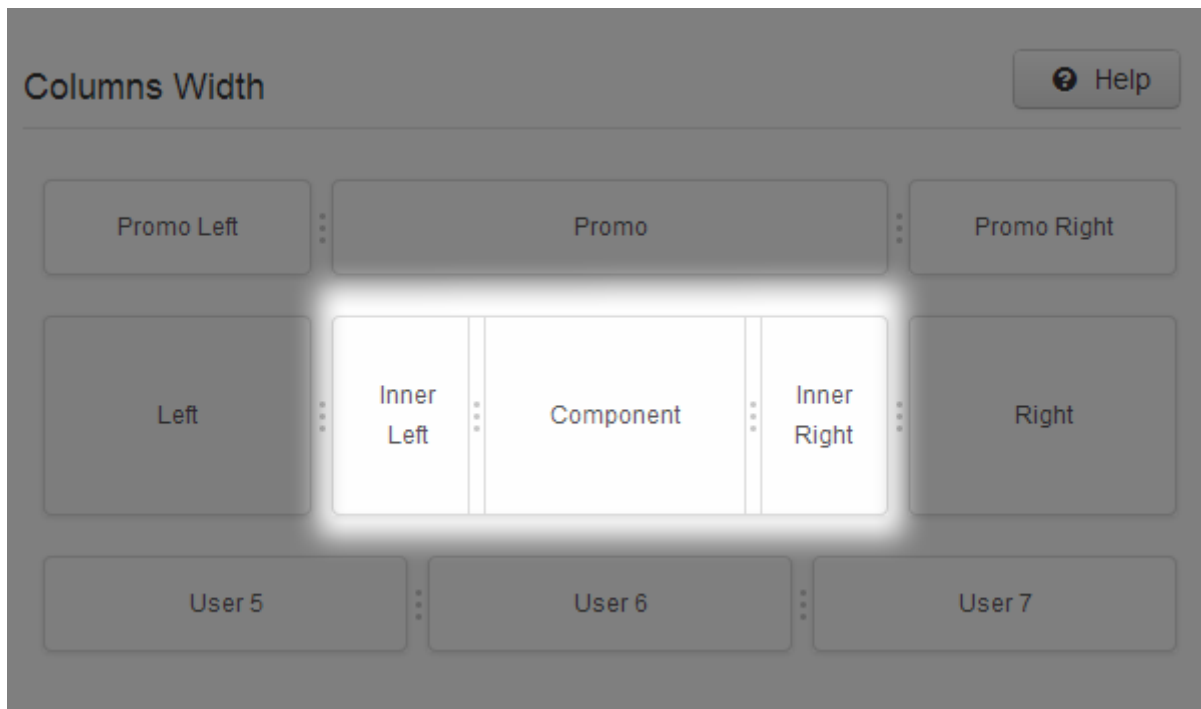 Columns Width
Help
Promo Left
Promo
Promo Right
Left
Inner
Left
Component
Inner
Right
Right
User 5
User 6
User 7